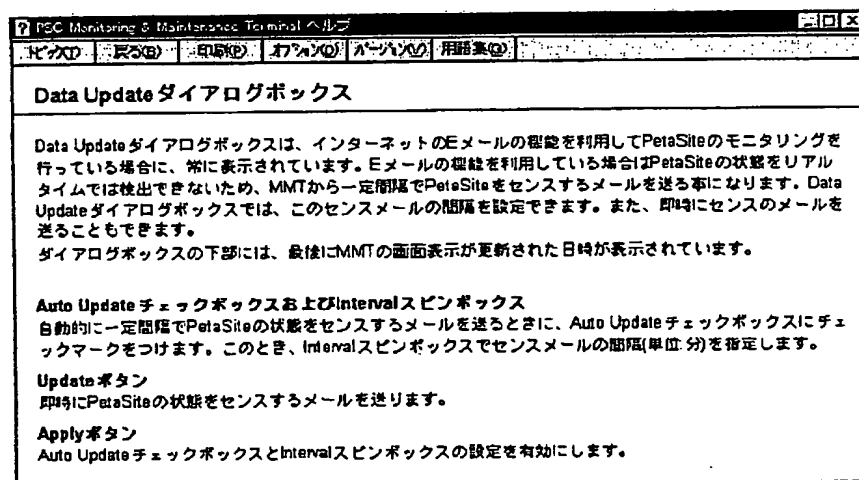 PSC Monitoring & Maintenance Terminal ヘルプ
トピック(T) 戻る(B) 印刷(P) オプション(O) バージョン(V) 用語集(G)
Data Updateダイアログボックス
Data Updateダイアログボックスは、インターネットのEメールの機能を利用してPetaSiteのモニタリングを
行っている場合に、常に表示されています。Eメールの機能を利用している場合はPetaSiteの状態をリアル
タイムでは検出できないため、MMTから一定間隔でPetaSiteをセンスするメールを送る事になります。Data
Updateダイアログボックスでは、このセンスメールの間隔を設定できます。また、即時にセンスのメールを
送ることもできます。
ダイアログボックスの下部には、最後にMMTの画面表示が更新された日時が表示されています。
Auto UpdateチェックボックスおよびIntervalスピンボックス
自動的に一定間隔でPetaSiteの状態をセンスするメールを送るときに、Auto Updateチェックボックスにチェ
ックマークをつけます。このとき、Intervalスピンボックスでセンスメールの間隔(単位:分)を指定します。
Updateボタン
即時にPetaSiteの状態をセンスするメールを送ります。
Applyボタン
Auto UpdateチェックボックスとIntervalスピンボックスの設定を有効にします。